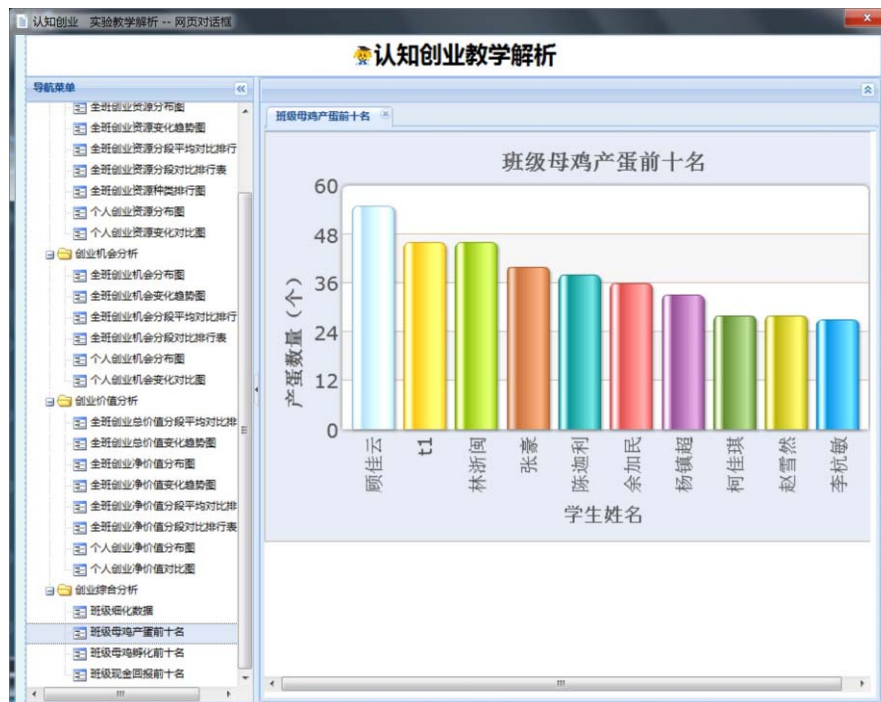 认知创业 实验教学解析 -- 网页对话框
认知创业教学解析
导航菜单
全班创业资源分布图
全班创业资源变化趋势图
全班创业资源分段平均对比排行
全班创业资源分段对比排行表
全班创业资源种类排行图
个人创业资源分布图
个人创业资源变化对比图
创业机会分析
全班创业机会分布图
全班创业机会变化趋势图
全班创业机会分段平均对比排行
全班创业机会分段对比排行表
个人创业机会分布图
个人创业机会变化对比图
创业价值分析
全班创业总价值分段平均对比排
全班创业总价值变化趋势图
全班创业净价值分布图
全班创业净价值变化趋势图
全班创业净价值分段平均对比排
全班创业净价值分段对比排行表
个人创业净价值分布图
个人创业净价值对比图
创业综合分析
班级细化数据
班级母鸡产蛋前十名
班级母鸡孵化前十名
班级现金回报前十名
班级母鸡产蛋前十名
班级母鸡产蛋前十名
产蛋数量（个）
60
48
36
24
12
0
顾佳云
t1
林浙闽
张豪
陈迦利
余加民
杨镇超
柯佳琪
赵雪然
李杭敏
学生姓名